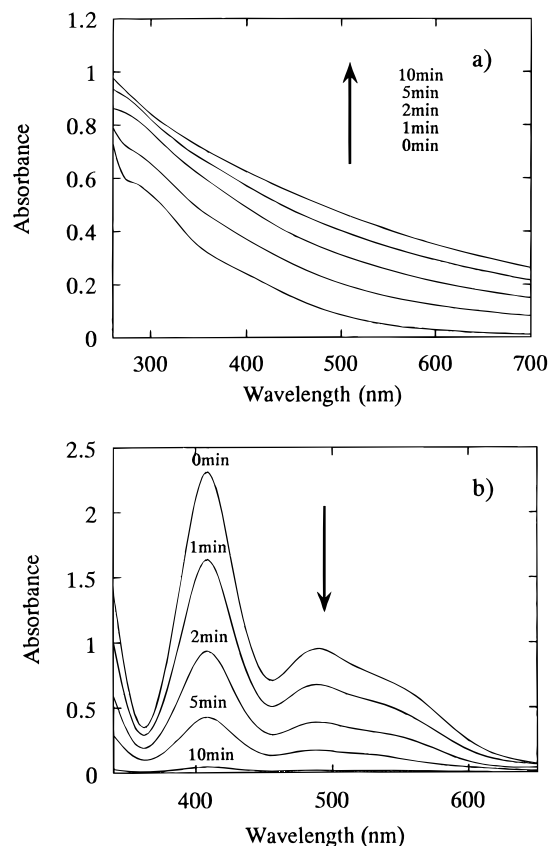 1.2
a)
1
10min
5min
2min
1min
0min
0.8
0.6
0.4
0.2
0
Absorbance
300
400
500
600
700
Wavelength (nm)
2.5
0min
b)
2
1min
1.5
2min
1
5min
0.5
10min
0
Absorbance
400
500
600
Wavelength (nm)